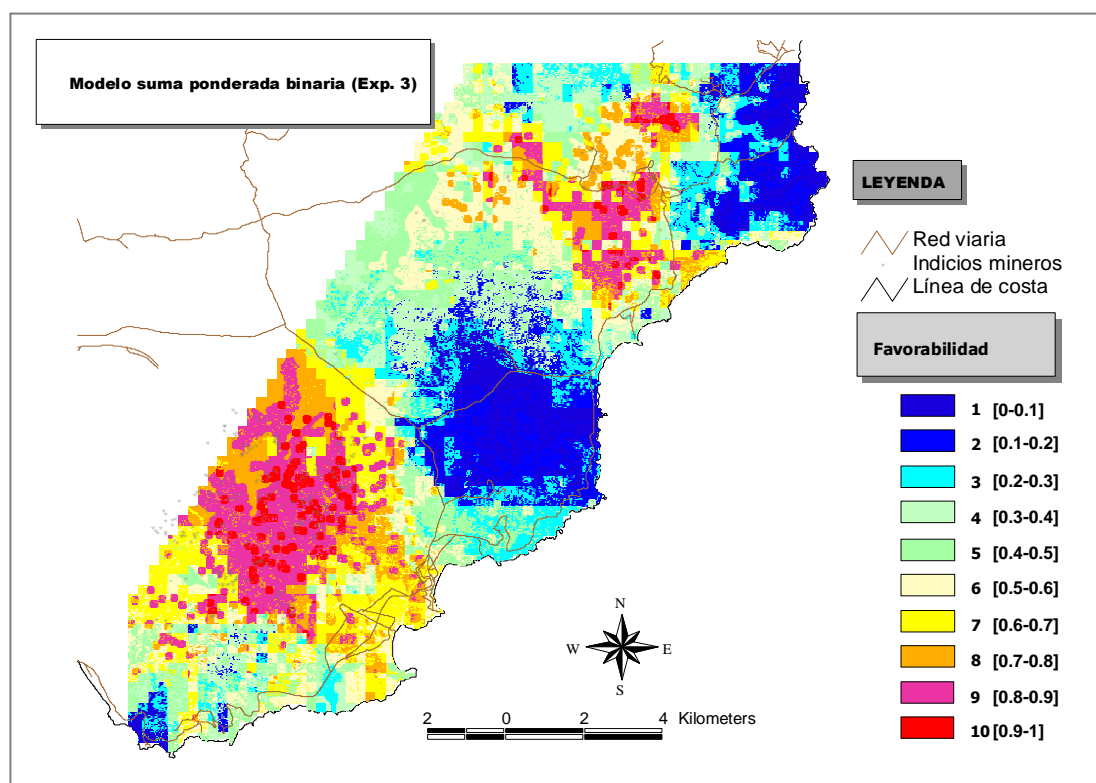 Modelo suma ponderada binaria (Exp. 3)
LEYENDA
Red viaria
Indicios mineros
Línea de costa
Favorabilidad
1 [0-0.1]
2 [0.1-0.2]
3 [0.2-0.3]
4 [0.3-0.4]
5 [0.4-0.5]
6 [0.5-0.6]
7 [0.6-0.7]
8 [0.7-0.8]
9 [0.8-0.9]
10 [0.9-1]
N
W E
S
2 0 2 4 Kilometers